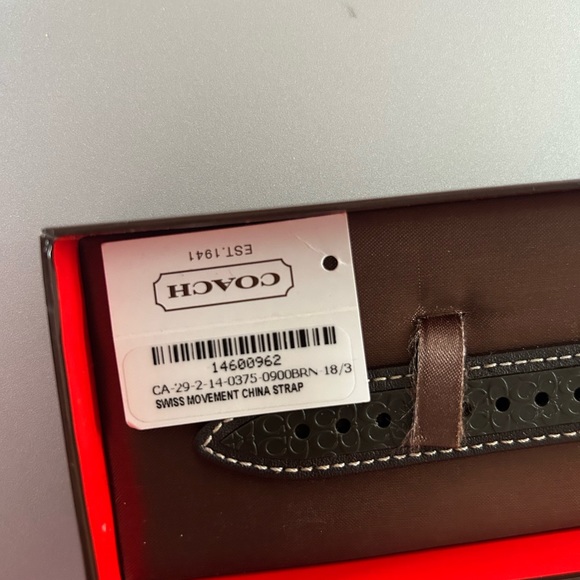 EST. 1941
COACH
14600962
CA-29-2-14-0375-0900BRN-18/3
SWISS MOVEMENT CHINA STRAP